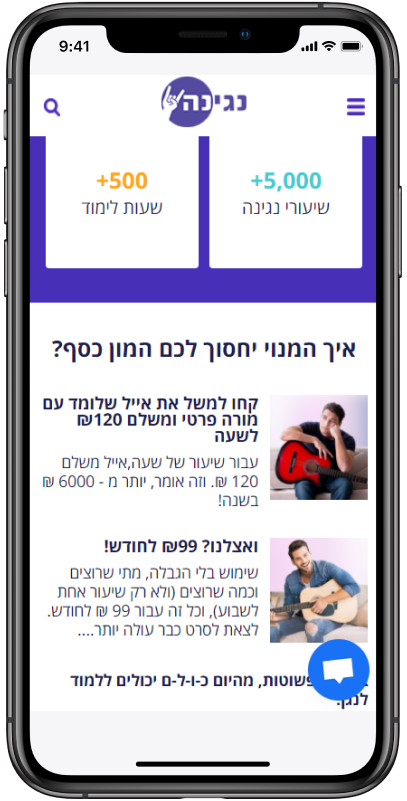 9:41
נגינה
5,000+
שיעורי נגינה
500+
שעות לימוד
איך המנוי יחסוך לכם המון כסף?
קחו למשל את אייל שלומד עם
מורה פרטי ומשלם 120₪
לשעה
עבור שיעור של שעה,אייל משלם
120 ₪. וזה אומר, יותר מ - 6000 ₪
בשנה!
ואצלנו? 99₪ לחודש!
שימוש בלי הגבלה, מתי שרוצים
וכמה שרוצים (ולא רק שיעור אחת
לשבוע), וכל זה עבור 99 ₪ לחודש.
לצאת לסרט כבר עולה יותר....
פשוטות, מהיום כ-ו-ל-ם יכולים ללמוד
לנגן.